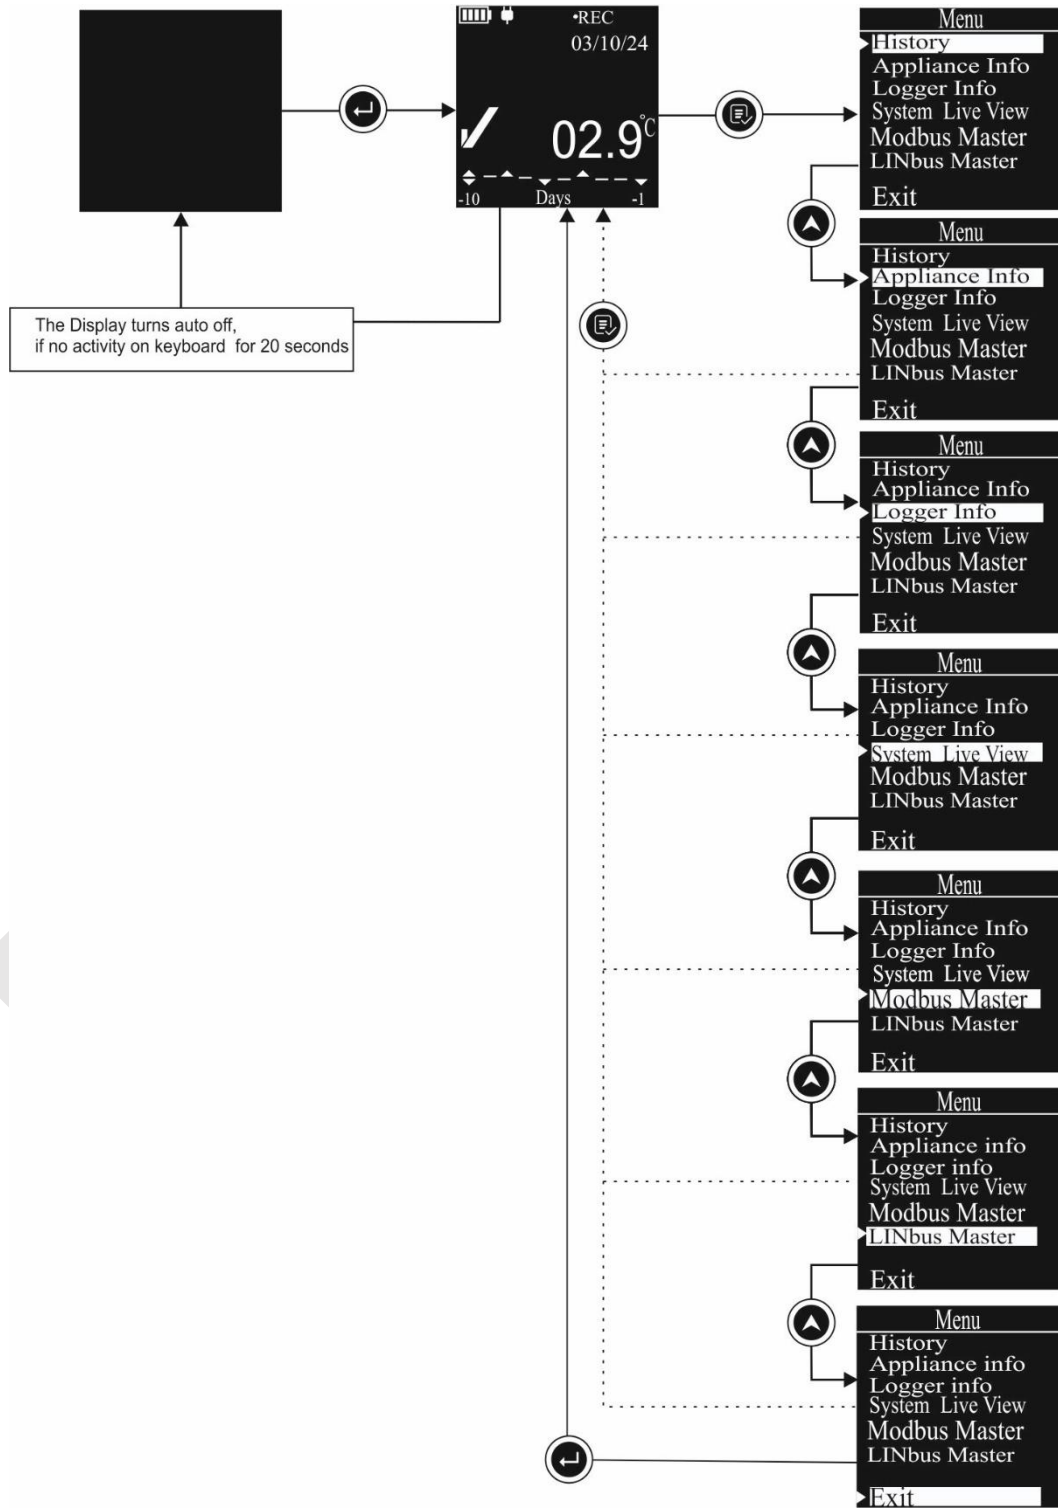 •REC
03/10/24
02.9°C
-10 Days -1
The Display turns auto off,
if no activity on keyboard for 20 seconds
Menu
History
Appliance Info
Logger Info
System Live View
Modbus Master
LINbus Master
Exit
Menu
History
Appliance Info
Logger Info
System Live View
Modbus Master
LINbus Master
Exit
Menu
History
Appliance Info
Logger Info
System Live View
Modbus Master
LINbus Master
Exit
Menu
History
Appliance Info
Logger Info
System Live View
Modbus Master
LINbus Master
Exit
Menu
History
Appliance Info
Logger Info
System Live View
Modbus Master
LINbus Master
Exit
Menu
History
Appliance info
Logger info
System Live View
Modbus Master
LINbus Master
Exit
Menu
History
Appliance info
Logger info
System Live View
Modbus Master
LINbus Master
Exit